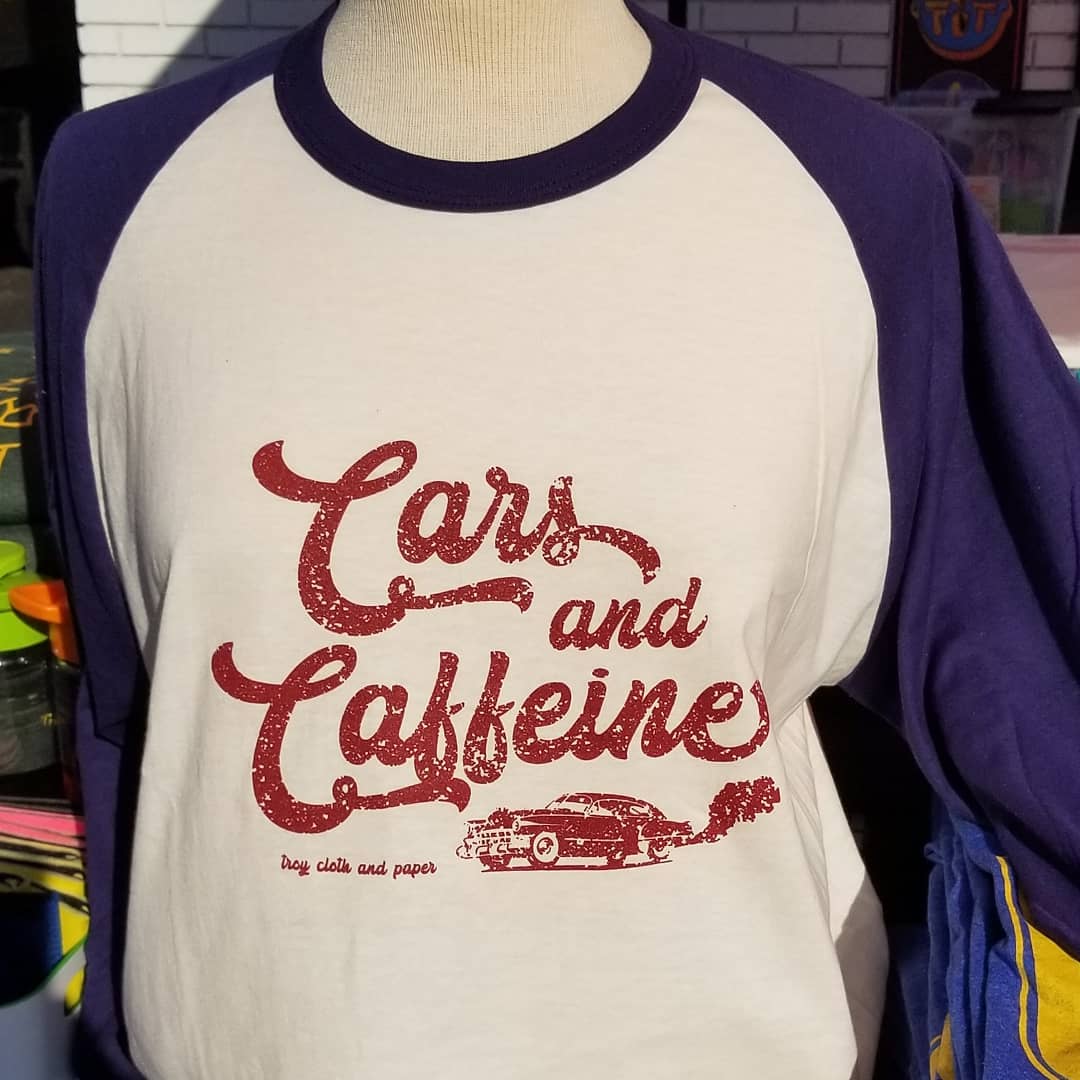 Cars
and
Caffeine
troy cloth and paper